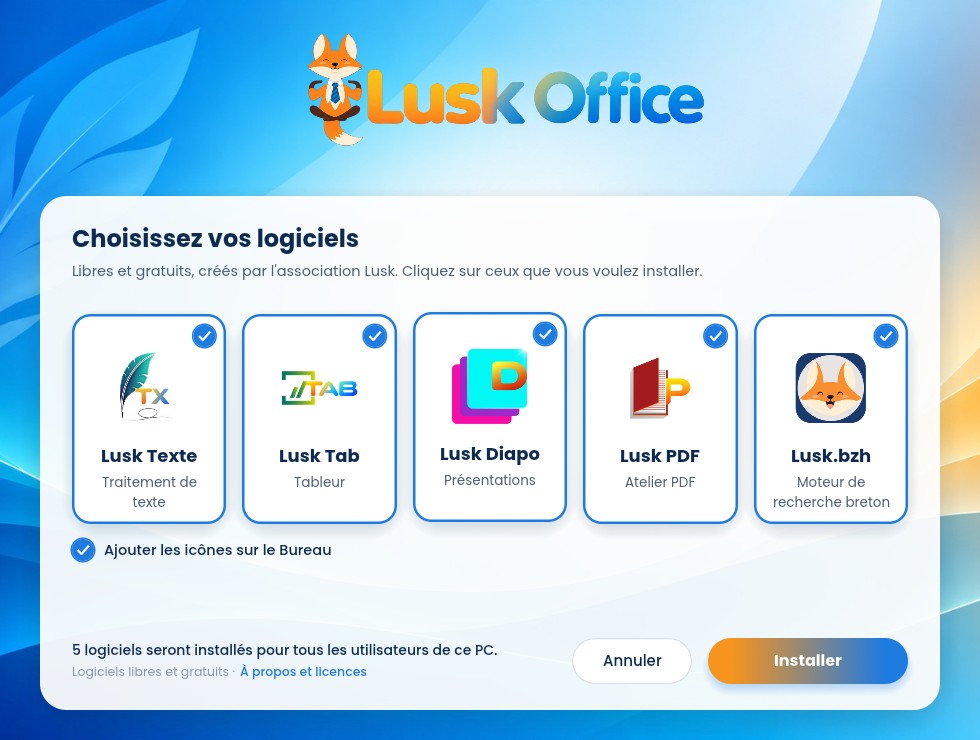 Lusk Office
Choisissez vos logiciels
Libres et gratuits, créés par l'association Lusk. Cliquez sur ceux que vous voulez installer.
TX
TAB
D
P
Lusk Texte
Lusk Tab
Lusk Diapo
Lusk PDF
Lusk.bzh
Traitement de
texte
Tableur
Présentations
Atelier PDF
Moteur de
recherche breton
Ajouter les icônes sur le Bureau
5 logiciels seront installés pour tous les utilisateurs de ce PC.
Logiciels libres et gratuits · À propos et licences
Annuler
Installer